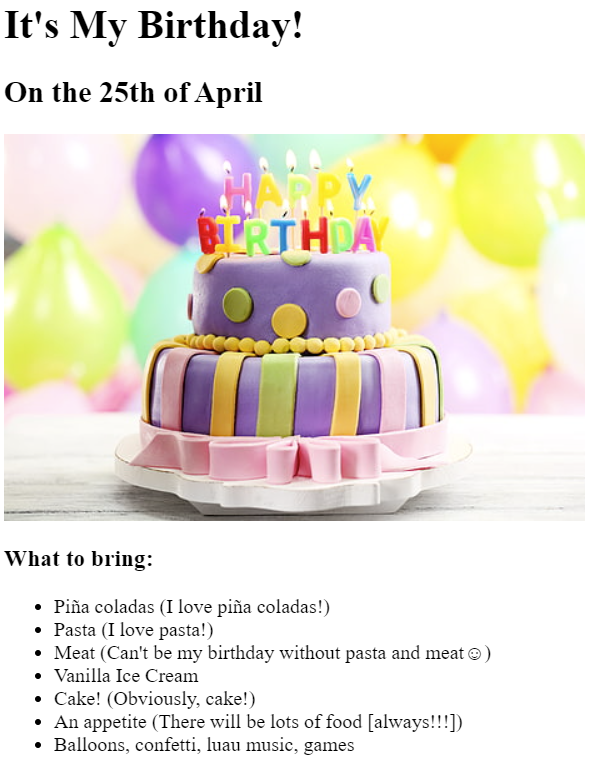 It's My Birthday!
On the 25th of April
HAPPY
BIRTHDAY
What to bring:
• Piña coladas (I love piña coladas!)
• Pasta (I love pasta!)
• Meat (Can't be my birthday without pasta and meat☺)
• Vanilla Ice Cream
• Cake! (Obviously, cake!)
• An appetite (There will be lots of food [always!!!])
• Balloons, confetti, luau music, games